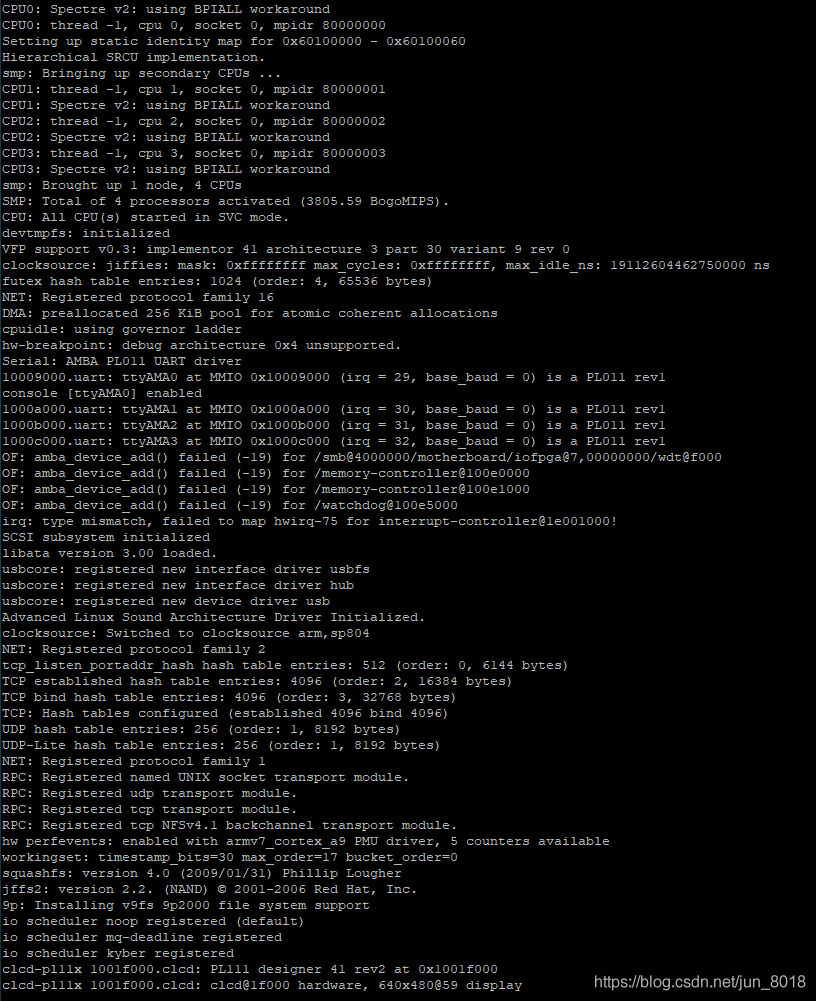 CPU0: Spectre v2: using BPIALL workaround
CPU0: thread -1, cpu 0, socket 0, mpidr 80000000
Setting up static identity map for 0x60100000 - 0x60100060
Hierarchical SRCU implementation.
smp: Bringing up secondary CPUs ...
CPU1: thread -1, cpu 1, socket 0, mpidr 80000001
CPU1: Spectre v2: using BPIALL workaround
CPU2: thread -1, cpu 2, socket 0, mpidr 80000002
CPU2: Spectre v2: using BPIALL workaround
CPU3: thread -1, cpu 3, socket 0, mpidr 80000003
CPU3: Spectre v2: using BPIALL workaround
smp: Brought up 1 node, 4 CPUs
SMP: Total of 4 processors activated (3805.59 BogoMIPS).
CPU: All CPU(s) started in SVC mode.
devtmpfs: initialized
VFP support v0.3: implementor 41 architecture 3 part 30 variant 9 rev 0
clocksource: jiffies: mask: 0xffffffff max_cycles: 0xffffffff, max_idle_ns: 19112604462750000 ns
futex hash table entries: 1024 (order: 4, 65536 bytes)
NET: Registered protocol family 16
DMA: preallocated 256 KiB pool for atomic coherent allocations
cpuidle: using governor ladder
hw-breakpoint: debug architecture 0x4 unsupported.
Serial: AMBA PL011 UART driver
10009000.uart: ttyAMA0 at MMIO 0x10009000 (irq = 29, base_baud = 0) is a PL011 rev1
console [ttyAMA0] enabled
1000a000.uart: ttyAMA1 at MMIO 0x1000a000 (irq = 30, base_baud = 0) is a PL011 rev1
1000b000.uart: ttyAMA2 at MMIO 0x1000b000 (irq = 31, base_baud = 0) is a PL011 rev1
1000c000.uart: ttyAMA3 at MMIO 0x1000c000 (irq = 32, base_baud = 0) is a PL011 rev1
OF: amba_device_add() failed (-19) for /smb@4000000/motherboard/iofpga@7,00000000/wdt@f000
OF: amba_device_add() failed (-19) for /memory-controller@100e0000
OF: amba_device_add() failed (-19) for /memory-controller@100e1000
OF: amba_device_add() failed (-19) for /watchdog@100e5000
irq: type mismatch, failed to map hwirq-75 for interrupt-controller@1e001000!
SCSI subsystem initialized
libata version 3.00 loaded.
usbcore: registered new interface driver usbfs
usbcore: registered new interface driver hub
usbcore: registered new device driver usb
Advanced Linux Sound Architecture Driver Initialized.
clocksource: Switched to clocksource arm,sp804
NET: Registered protocol family 2
tcp_listen_portaddr_hash hash table entries: 512 (order: 0, 6144 bytes)
TCP established hash table entries: 4096 (order: 2, 16384 bytes)
TCP bind hash table entries: 4096 (order: 3, 32768 bytes)
TCP: Hash tables configured (established 4096 bind 4096)
UDP hash table entries: 256 (order: 1, 8192 bytes)
UDP-Lite hash table entries: 256 (order: 1, 8192 bytes)
NET: Registered protocol family 1
RPC: Registered named UNIX socket transport module.
RPC: Registered udp transport module.
RPC: Registered tcp transport module.
RPC: Registered tcp NFSv4.1 backchannel transport module.
hw perfevents: enabled with armv7_cortex_a9 PMU driver, 5 counters available
workingset: timestamp_bits=30 max_order=17 bucket_order=0
squashfs: version 4.0 (2009/01/31) Phillip Lougher
jffs2: version 2.2. (NAND) © 2001-2006 Red Hat, Inc.
9p: Installing v9fs 9p2000 file system support
io scheduler noop registered (default)
io scheduler mq-deadline registered
io scheduler kyber registered
clcd-pl11x 1001f000.clcd: PL111 designer 41 rev2 at 0x1001f000
clcd-pl11x 1001f000.clcd: clcd@1f000 hardware, 640x480@59 display
https://blog.csdn.net/jun_8018